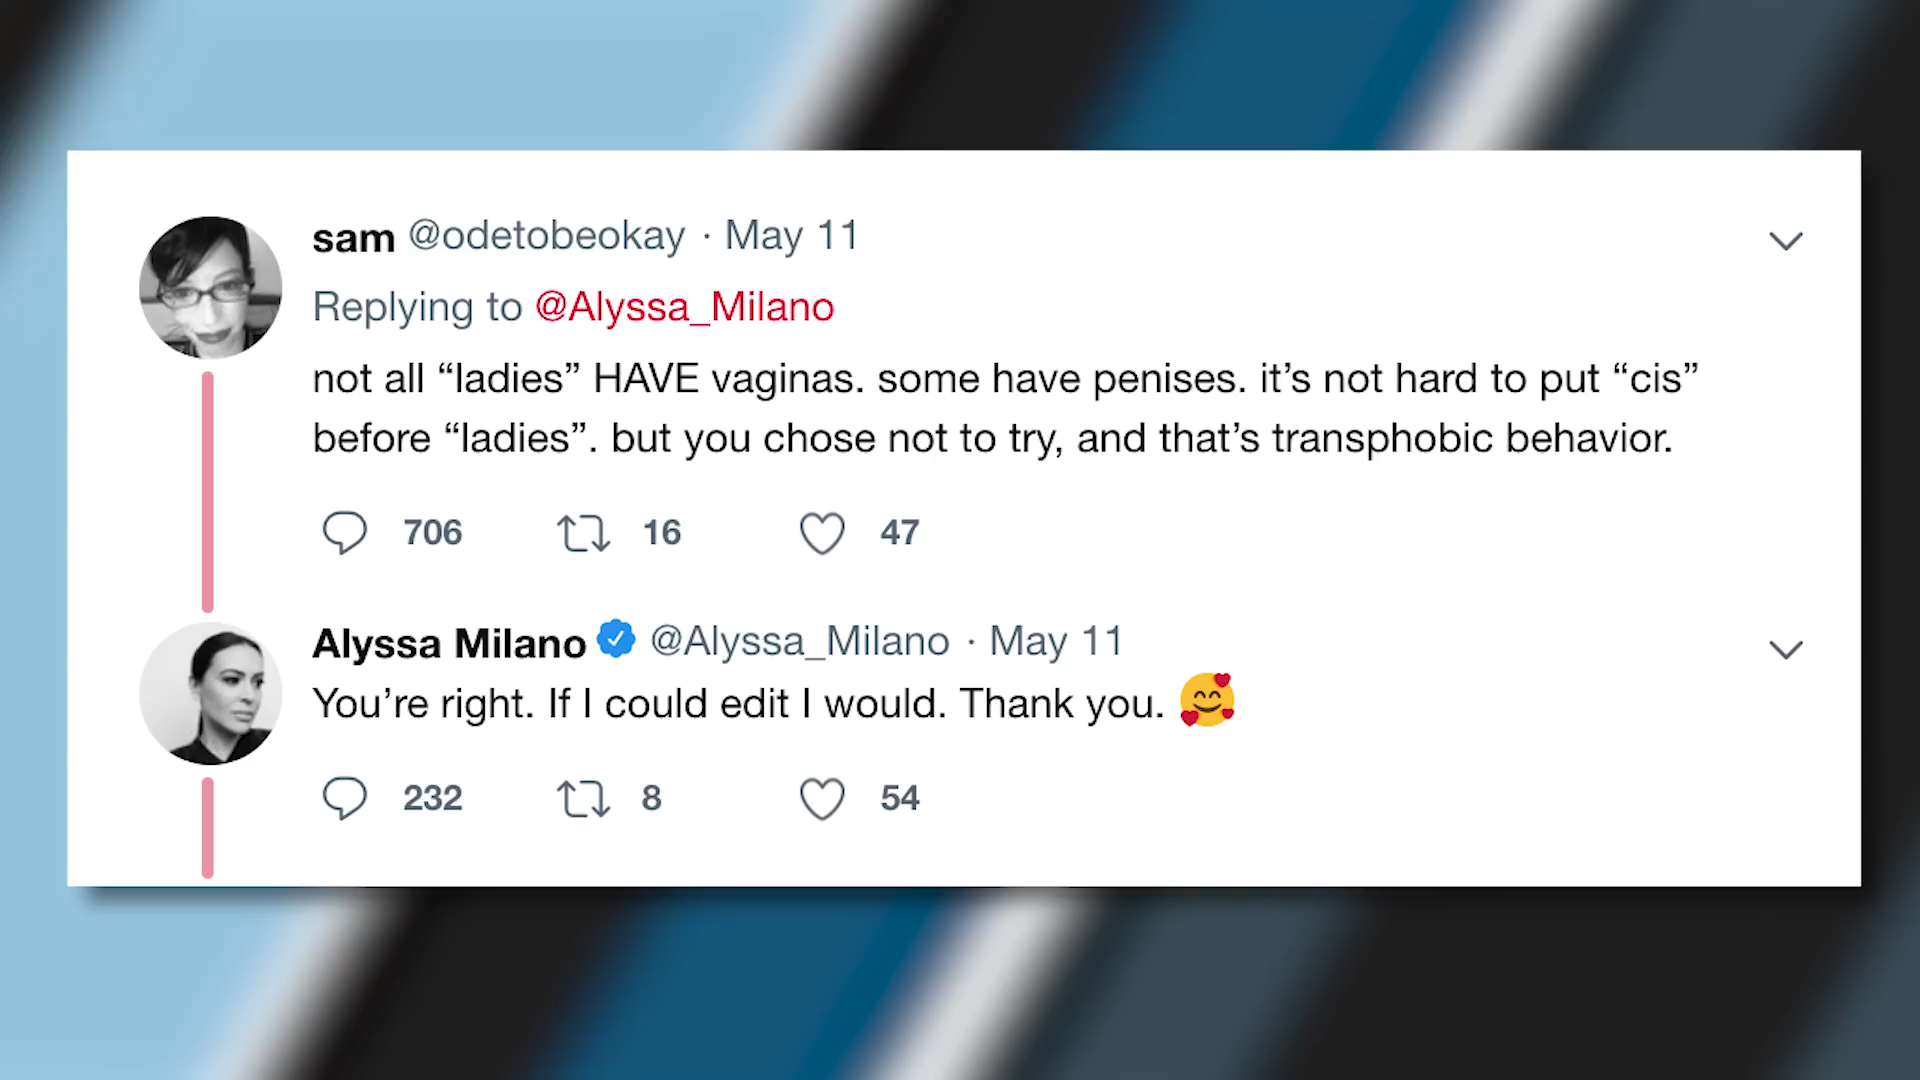 sam @odetobeokay · May 11
Replying to @Alyssa_Milano
not all “ladies” HAVE vaginas. some have penises. it’s not hard to put “cis”
before “ladies”. but you chose not to try, and that’s transphobic behavior.
706 16 47
Alyssa Milano @Alyssa_Milano · May 11
You’re right. If I could edit I would. Thank you. 🥰
232 8 54